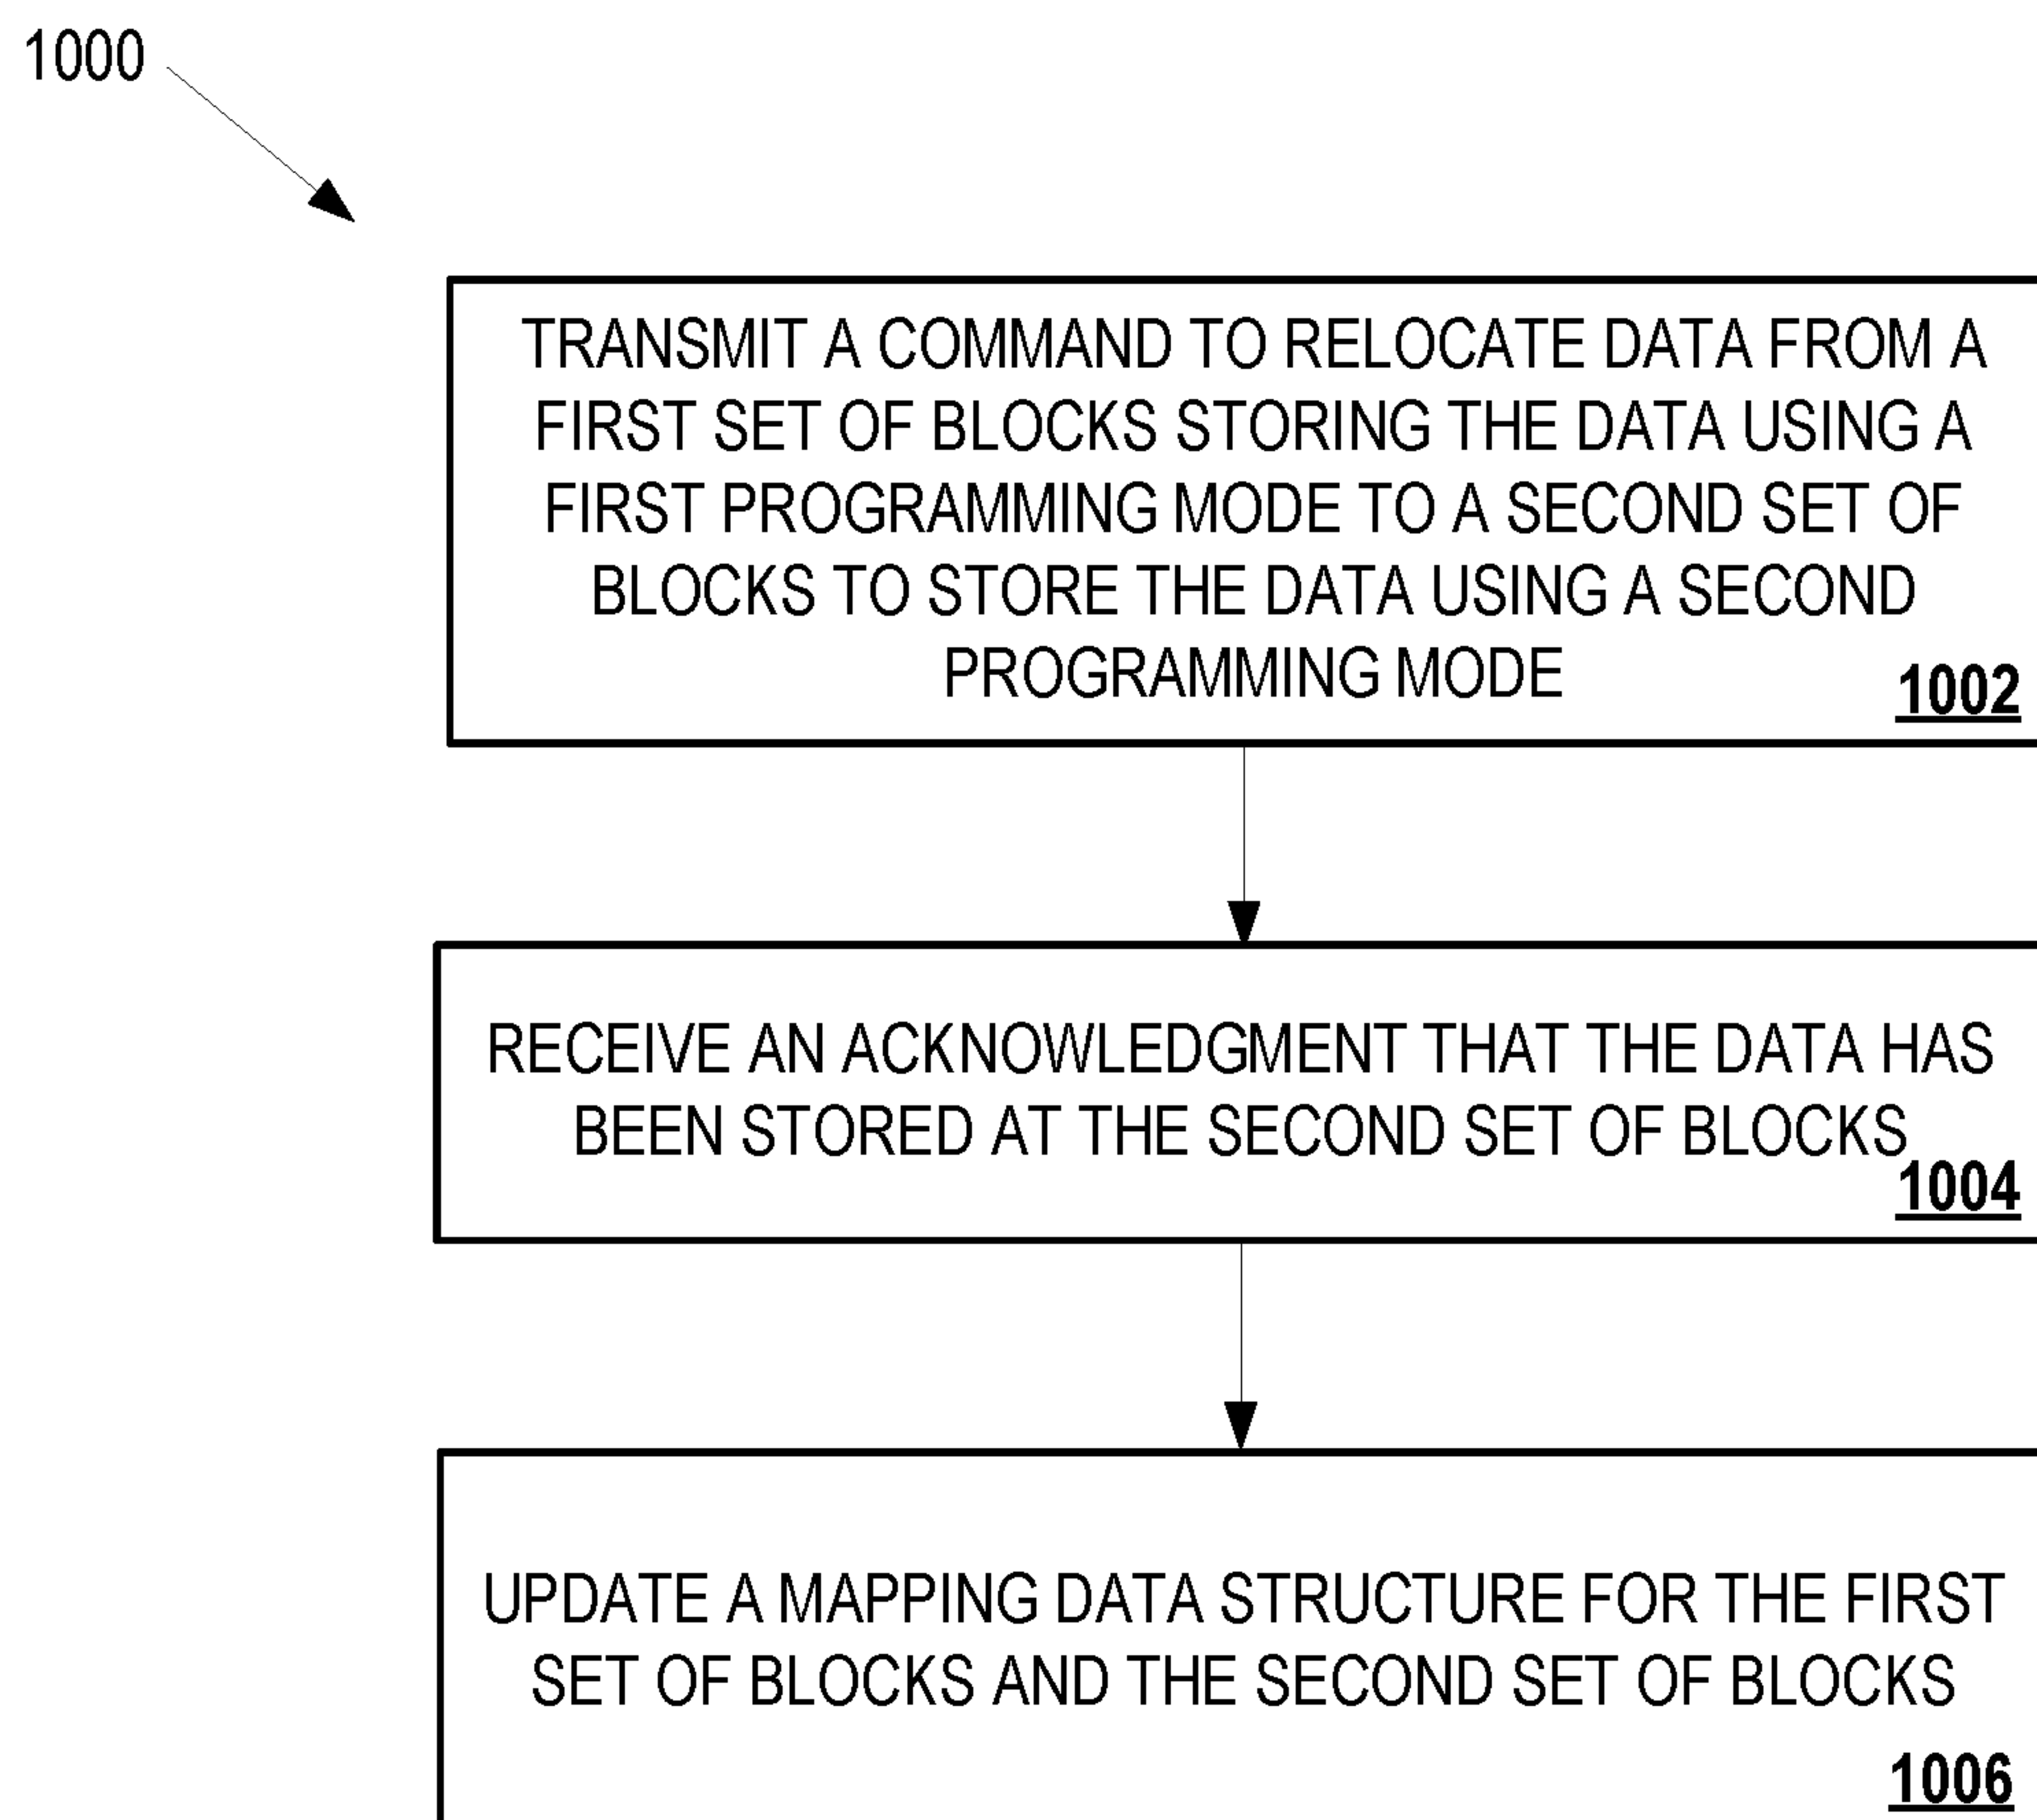 1000
TRANSMIT A COMMAND TO RELOCATE DATA FROM A
FIRST SET OF BLOCKS STORING THE DATA USING A
FIRST PROGRAMMING MODE TO A SECOND SET OF
BLOCKS TO STORE THE DATA USING A SECOND
PROGRAMMING MODE
1002
RECEIVE AN ACKNOWLEDGMENT THAT THE DATA HAS
BEEN STORED AT THE SECOND SET OF BLOCKS
1004
UPDATE A MAPPING DATA STRUCTURE FOR THE FIRST
SET OF BLOCKS AND THE SECOND SET OF BLOCKS
1006